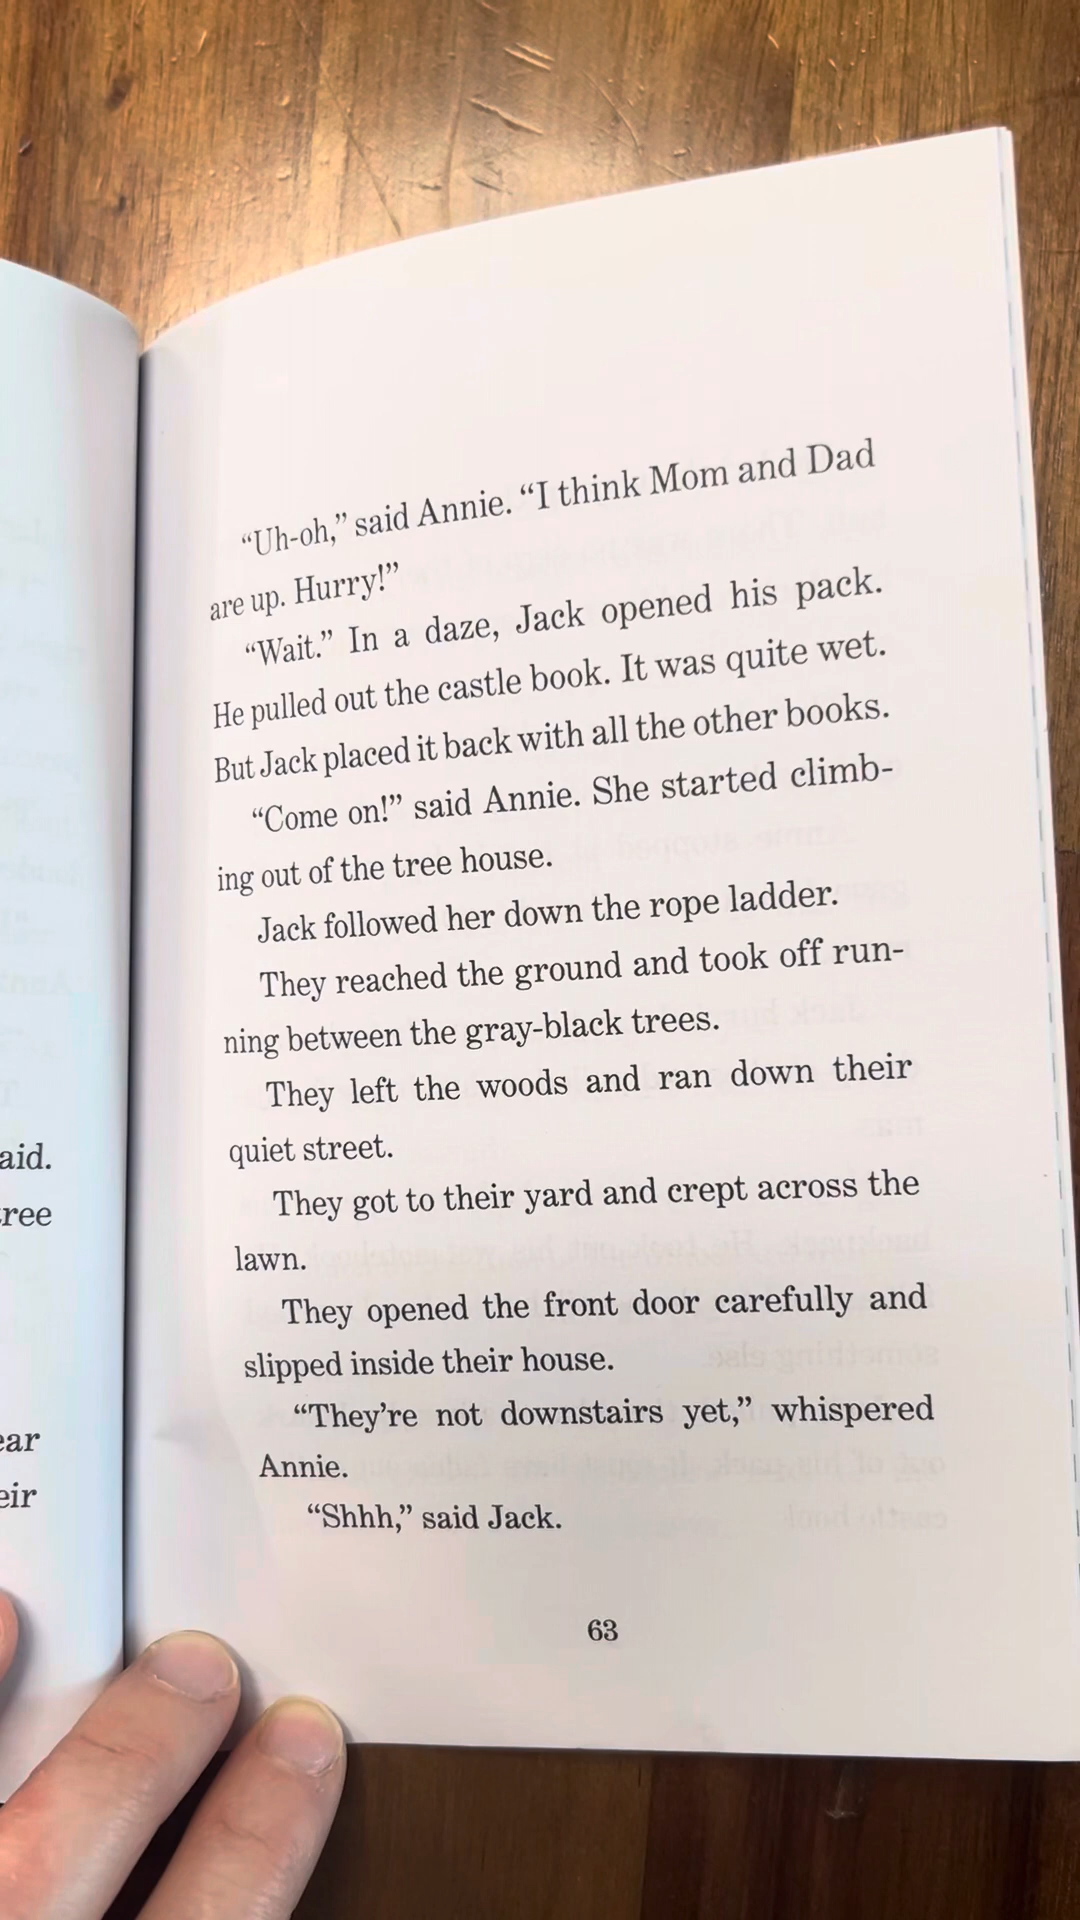 aid.
ree
ear
eir
“Uh-oh,” said Annie. “I think Mom and Dad
are up. Hurry!”
“Wait.” In a daze, Jack opened his pack.
He pulled out the castle book. It was quite wet.
But Jack placed it back with all the other books.
“Come on!” said Annie. She started climb-
ing out of the tree house.
Jack followed her down the rope ladder.
They reached the ground and took off run-
ning between the gray-black trees.
They left the woods and ran down their
quiet street.
They got to their yard and crept across the
lawn.
They opened the front door carefully and
slipped inside their house.
“They’re not downstairs yet,” whispered
Annie.
“Shhh,” said Jack.
63